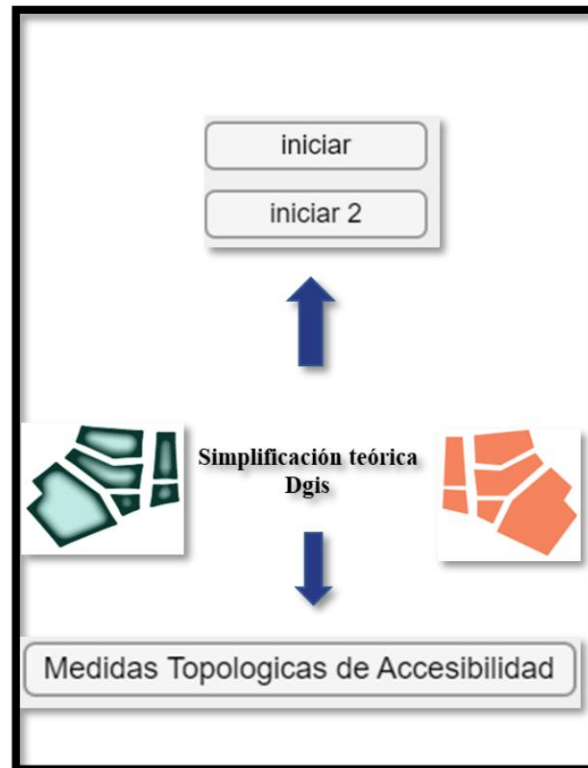 iniciar
iniciar 2
Simplificación teórica
Dgis
Medidas Topologicas de Accesibilidad